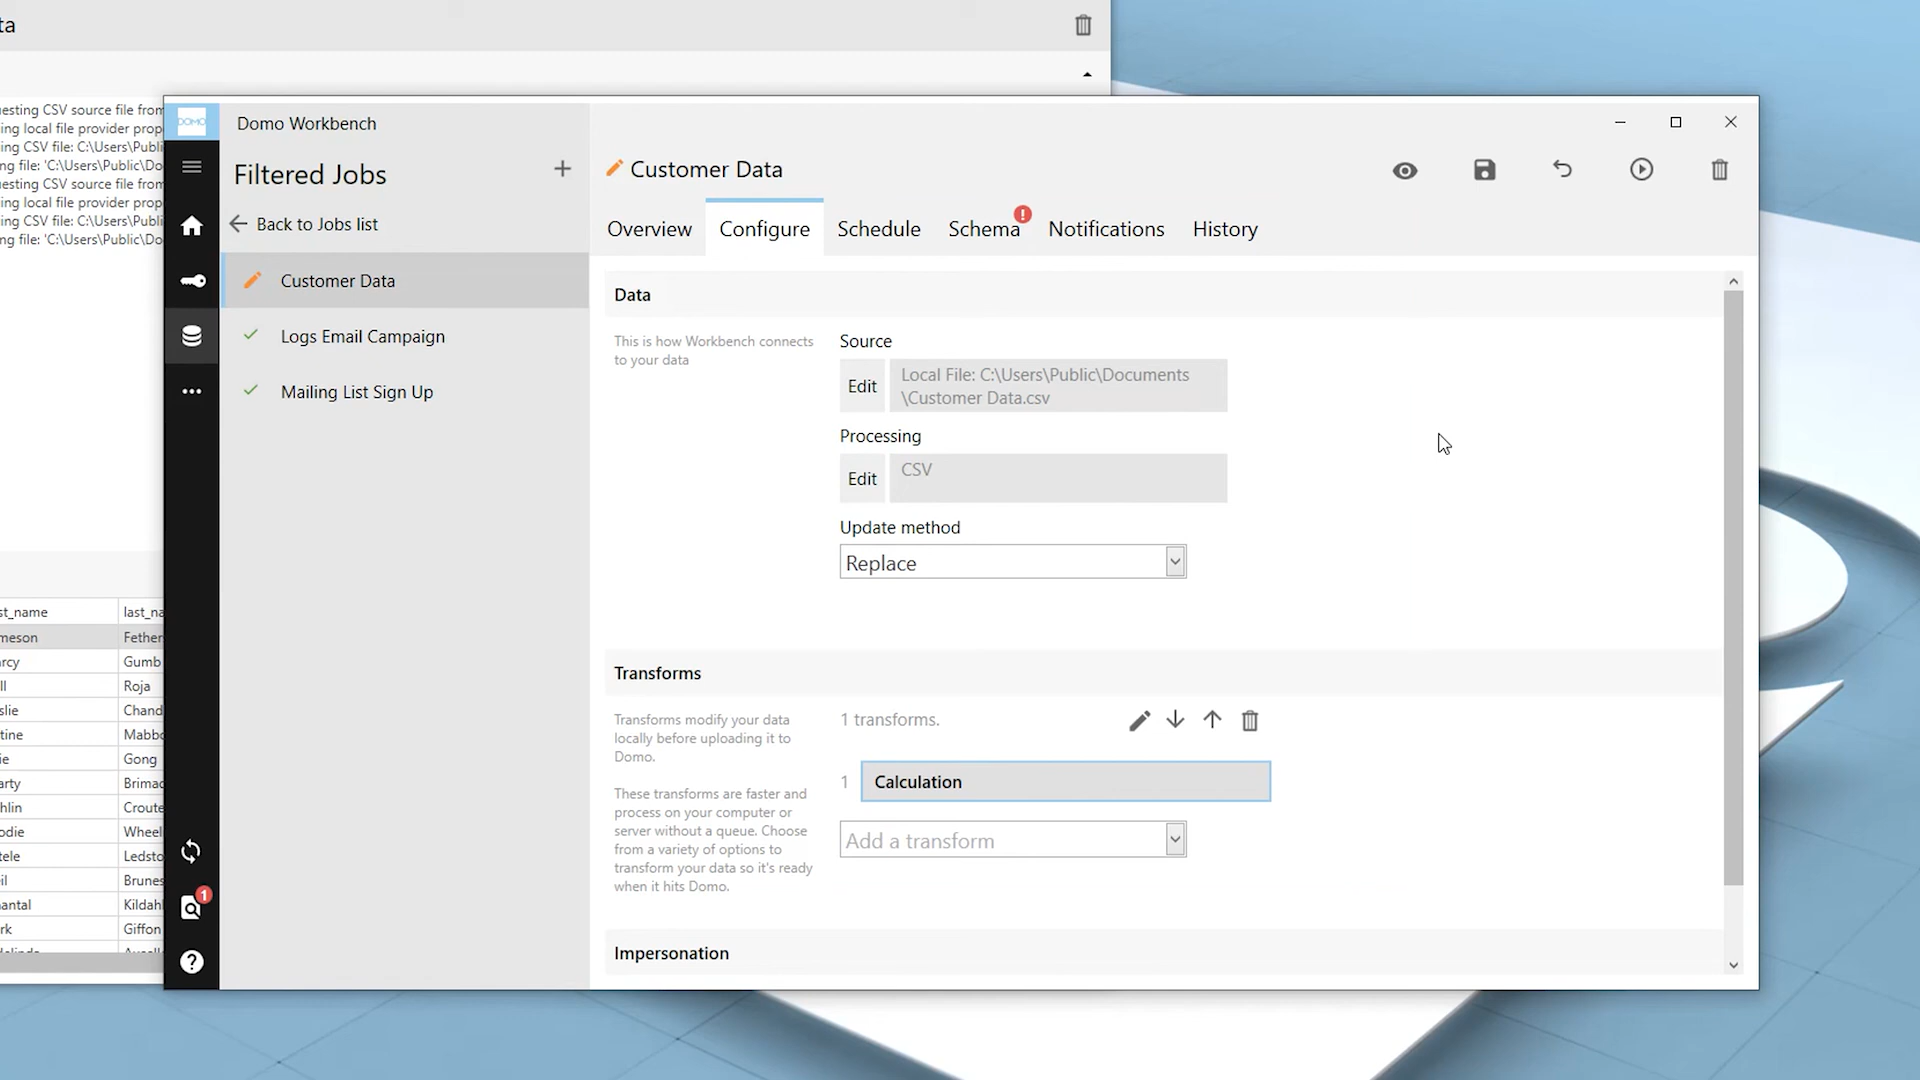 ta
esting CSV source file from
ing local file provider prop
ing CSV file: C:\Users\Publi
ng file: 'C:\Users\Public\Do
esting CSV source file from
ing local file provider prop
ing CSV file: C:\Users\Publi
ng file: 'C:\Users\Public\Do
st_name last_na
meson Fether
rcy Gumb
ll Roja
slie Chand
tine Mabbo
ie Gong
arty Brimac
hlin Croute
odie Wheel
tele Ledsto
il Brunes
antal Kildah
rk Giffon
DOMO
Domo Workbench
Filtered Jobs
Back to Jobs list
Customer Data
Logs Email Campaign
Mailing List Sign Up
1
Customer Data
Overview Configure Schedule Schema Notifications History
Data
This is how Workbench connects
to your data
Source
Edit
Local File: C:\Users\Public\Documents
\Customer Data.csv
Processing
Edit CSV
Update method
Replace
Transforms
Transforms modify your data
locally before uploading it to
Domo.
These transforms are faster and
process on your computer or
server without a queue. Choose
from a variety of options to
transform your data so it's ready
when it hits Domo.
1 transforms.
1 Calculation
Add a transform
Impersonation